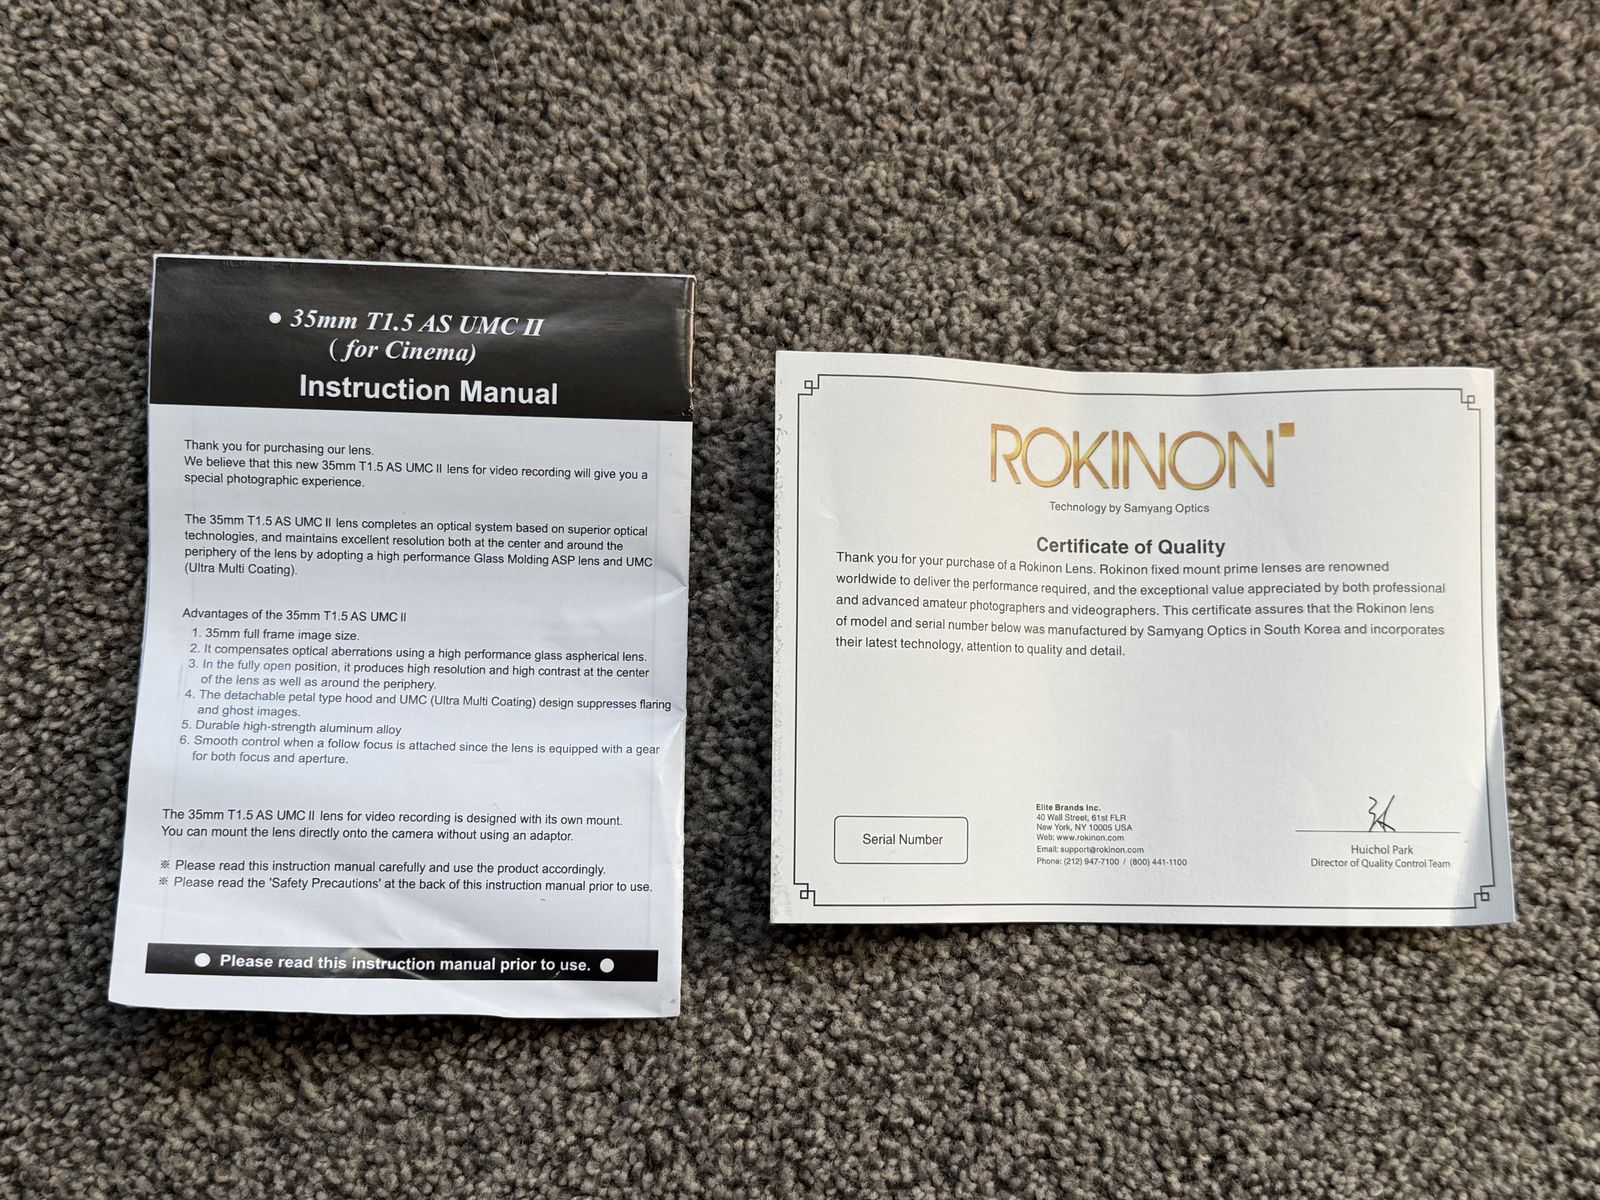 ● 35mm T1.5 AS UMC II
( for Cinema)
Instruction Manual
Thank you for purchasing our lens.
We believe that this new 35mm T1.5 AS UMC II lens for video recording will give you a
special photographic experience.
The 35mm T1.5 AS UMC II lens completes an optical system based on superior optical
technologies, and maintains excellent resolution both at the center and around the
periphery of the lens by adopting a high performance Glass Molding ASP lens and UMC
(Ultra Multi Coating).
Advantages of the 35mm T1.5 AS UMC II
1. 35mm full frame image size.
2. It compensates optical aberrations using a high performance glass aspherical lens.
3. In the fully open position, it produces high resolution and high contrast at the center
of the lens as well as around the periphery.
4. The detachable petal type hood and UMC (Ultra Multi Coating) design suppresses flaring
and ghost images.
5. Durable high-strength aluminum alloy
6. Smooth control when a follow focus is attached since the lens is equipped with a gear
for both focus and aperture.
The 35mm T1.5 AS UMC II lens for video recording is designed with its own mount.
You can mount the lens directly onto the camera without using an adaptor.
※ Please read this instruction manual carefully and use the product accordingly.
※ Please read the 'Safety Precautions' at the back of this instruction manual prior to use.
● Please read this instruction manual prior to use. ●
ROKINON
Technology by Samyang Optics
Certificate of Quality
Thank you for your purchase of a Rokinon Lens. Rokinon fixed mount prime lenses are renowned
worldwide to deliver the performance required, and the exceptional value appreciated by both professional
and advanced amateur photographers and videographers. This certificate assures that the Rokinon lens
of model and serial number below was manufactured by Samyang Optics in South Korea and incorporates
their latest technology, attention to quality and detail.
Serial Number
Elite Brands Inc.
40 Wall Street, 61st FLR
New York, NY 10005 USA
Web: www.rokinon.com
Email: support@rokinon.com
Phone: (212) 947-7100 / (800) 441-1100
Huichol Park
Director of Quality Control Team